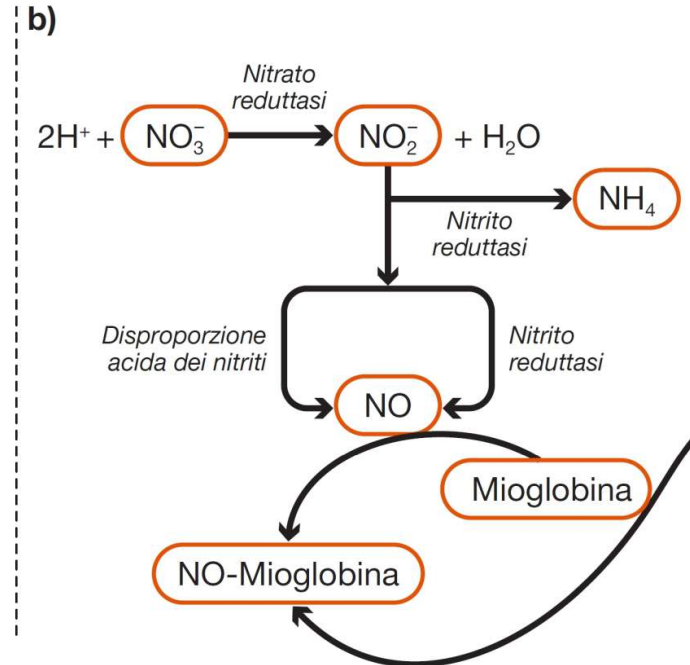 b)
Nitrato
reduttasi
2H⁺ + NO₃⁻ NO₂⁻ + H₂O
NH₄
Nitrito
reduttasi
Disproporzione
acida dei nitriti
Nitrito
reduttasi
NO
Mioglobina
NO-Mioglobina